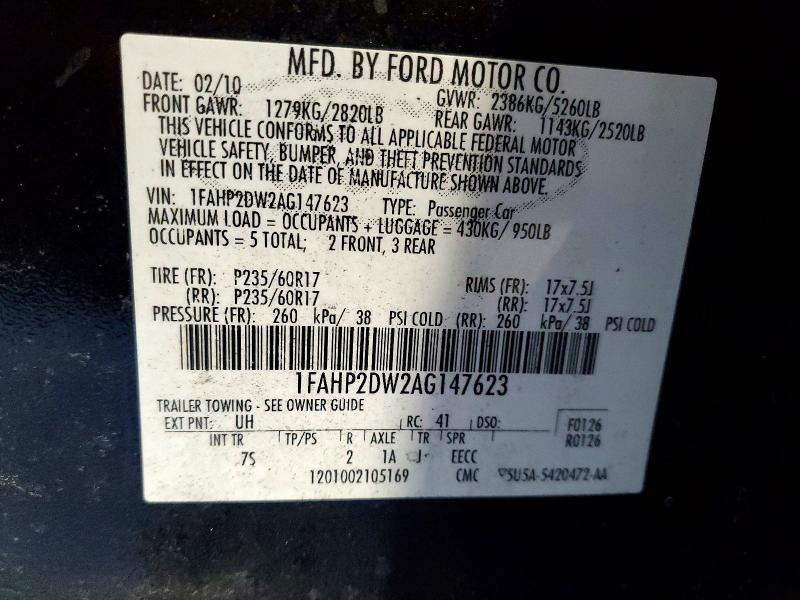 MFD. BY FORD MOTOR CO.
DATE: 02/10 GVWR: 2386KG/5260LB
FRONT GAWR: 1279KG/2820LB REAR GAWR: 1143KG/2520LB
THIS VEHICLE CONFORMS TO ALL APPLICABLE FEDERAL MOTOR
VEHICLE SAFETY, BUMPER, AND THEFT PREVENTION STANDARDS
IN EFFECT ON THE DATE OF MANUFACTURE SHOWN ABOVE.
VIN: 1FAHP2DW2AG147623 TYPE: Passenger Car
MAXIMUM LOAD = OCCUPANTS + LUGGAGE = 430KG/950LB
OCCUPANTS = 5 TOTAL; 2 FRONT, 3 REAR
TIRE (FR): P235/60R17 RIMS (FR): 17x7.5J
(RR): P235/60R17 (RR): 17x7.5J
PRESSURE (FR): 260 kPa/ 38 PSI COLD (RR): 260 kPa/ 38 PSI COLD
1FAHP2DW2AG147623
TRAILER TOWING - SEE OWNER GUIDE
EXT PNT: UH RC: 41 DSO: F0126
INT TR TP/PS R AXLE TR SPR R0126
7S 2 1A J EECC
1201002105169 CMC 5U5A-5420472-AA